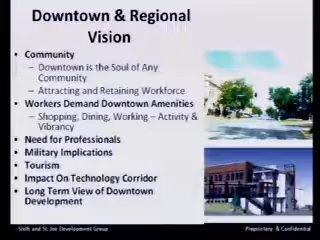 Downtown & Regional
Vision
• Community
– Downtown is the Soul of Any
Community
– Attracting and Retaining Workforce
• Workers Demand Downtown Amenities
– Shopping, Dining, Working – Activity &
Vibrancy
• Need for Professionals
• Military Implications
• Tourism
• Impact On Technology Corridor
• Long Term View of Downtown
Development
Sixth and St. Joe Development Group
Proprietary & Confidential